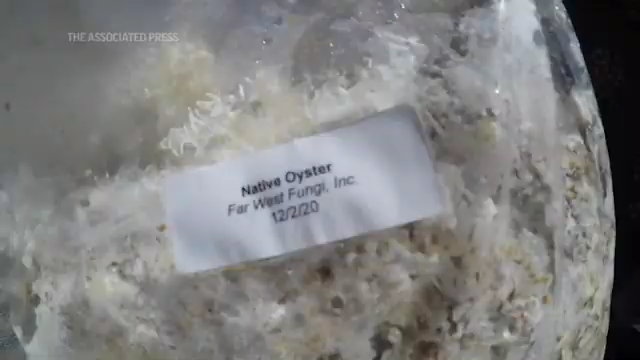 THE ASSOCIATED PRESS
Native Oyster
Far West Fungi, Inc.
12/2/20